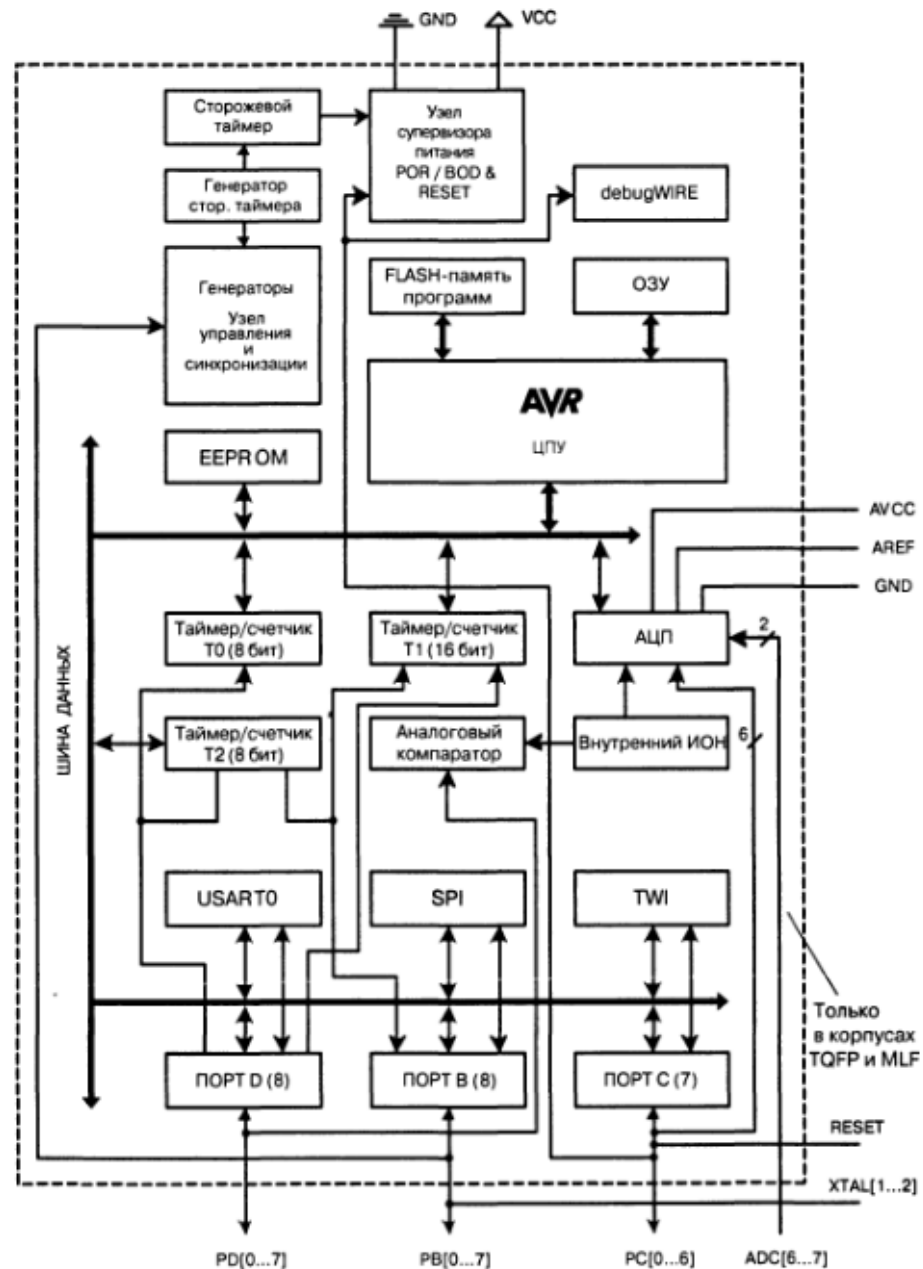 GND
VCC
Сторожевой
таймер
Узел
супервизора
питания
POR / BOD &
RESET
Генератор
стор. таймера
debugWIRE
Генераторы
Узел
управления
и
синхронизации
FLASH-память
программ
ОЗУ
AVR
ЦПУ
EEPROM
AVCC
AREF
GND
ШИНА ДАННЫХ
Таймер/счетчик
T0 (8 бит)
Таймер/счетчик
T1 (16 бит)
АЦП
2
Таймер/счетчик
T2 (8 бит)
Аналоговый
компаратор
Внутренний ИОН
6
USART0
SPI
TWI
Только
в корпусах
TQFP и MLF
ПОРТ D (8)
ПОРТ B (8)
ПОРТ C (7)
RESET
XTAL[1...2]
PD[0...7]
PB[0...7]
PC[0...6]
ADC[6...7]